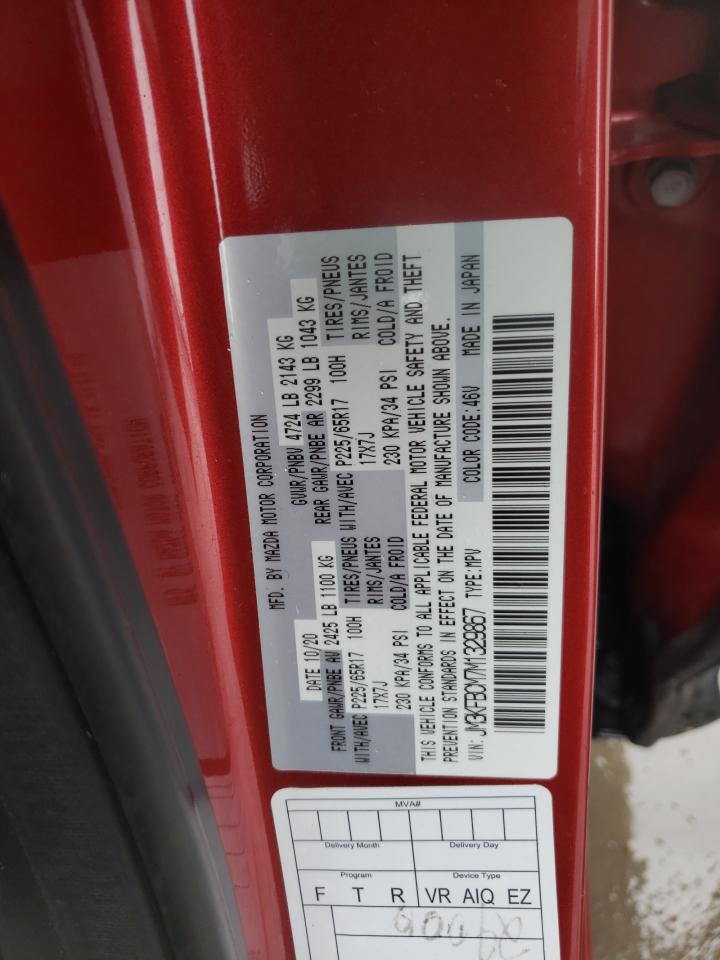 MFD. BY MAZDA MOTOR CORPORATION
DATE 10/20 GVWR/PNBV 4724 LB 2143 KG
FRONT GAWR/PNBE AV 2425 LB 1100 KG REAR GAWR/PNBE AR 2299 LB 1043 KG
WITH/AVEC P225/65R17 100H TIRES/PNEUS WITH/AVEC P225/65R17 100H TIRES/PNEUS
17X7J RIMS/JANTES 17X7J RIMS/JANTES
230 KPA/34 PSI COLD/A FROID 230 KPA/34 PSI COLD/A FROID
THIS VEHICLE CONFORMS TO ALL APPLICABLE FEDERAL MOTOR VEHICLE SAFETY AND THEFT
PREVENTION STANDARDS IN EFFECT ON THE DATE OF MANUFACTURE SHOWN ABOVE.
VIN: JM3KFBCM7M1329867 TYPE:MPV COLOR CODE:46V MADE IN JAPAN
MVA#
Delivery Month Delivery Day
Program Device Type
F T R VR AIQ EZ